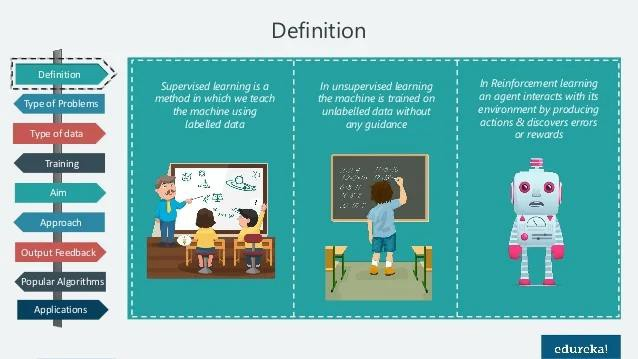 Definition
Definition
Type of Problems
Type of data
Training
Aim
Approach
Output Feedback
Popular Algorithms
Applications
Supervised learning is a
method in which we teach
the machine using
labelled data
In unsupervised learning
the machine is trained on
unlabelled data without
any guidance
In Reinforcement learning
an agent interacts with its
environment by producing
actions & discovers errors
or rewards
edureka!